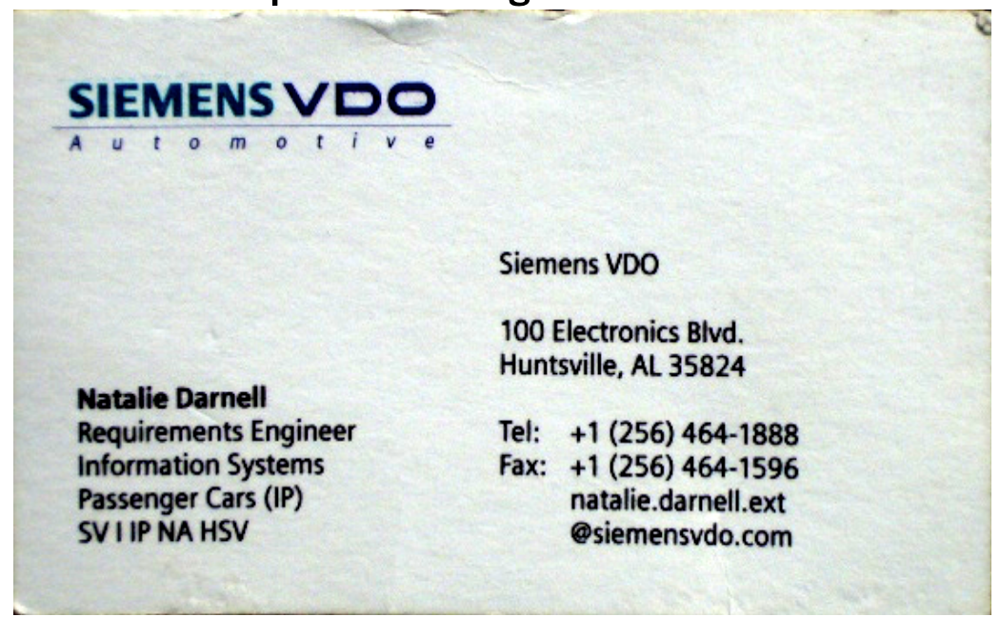 SIEMENS VDO
Automotive
Siemens VDO
100 Electronics Blvd.
Huntsville, AL 35824
Natalie Darnell
Requirements Engineer
Information Systems
Passenger Cars (IP)
SV I IP NA HSV
Tel: +1 (256) 464-1888
Fax: +1 (256) 464-1596
natalie.darnell.ext
@siemensvdo.com